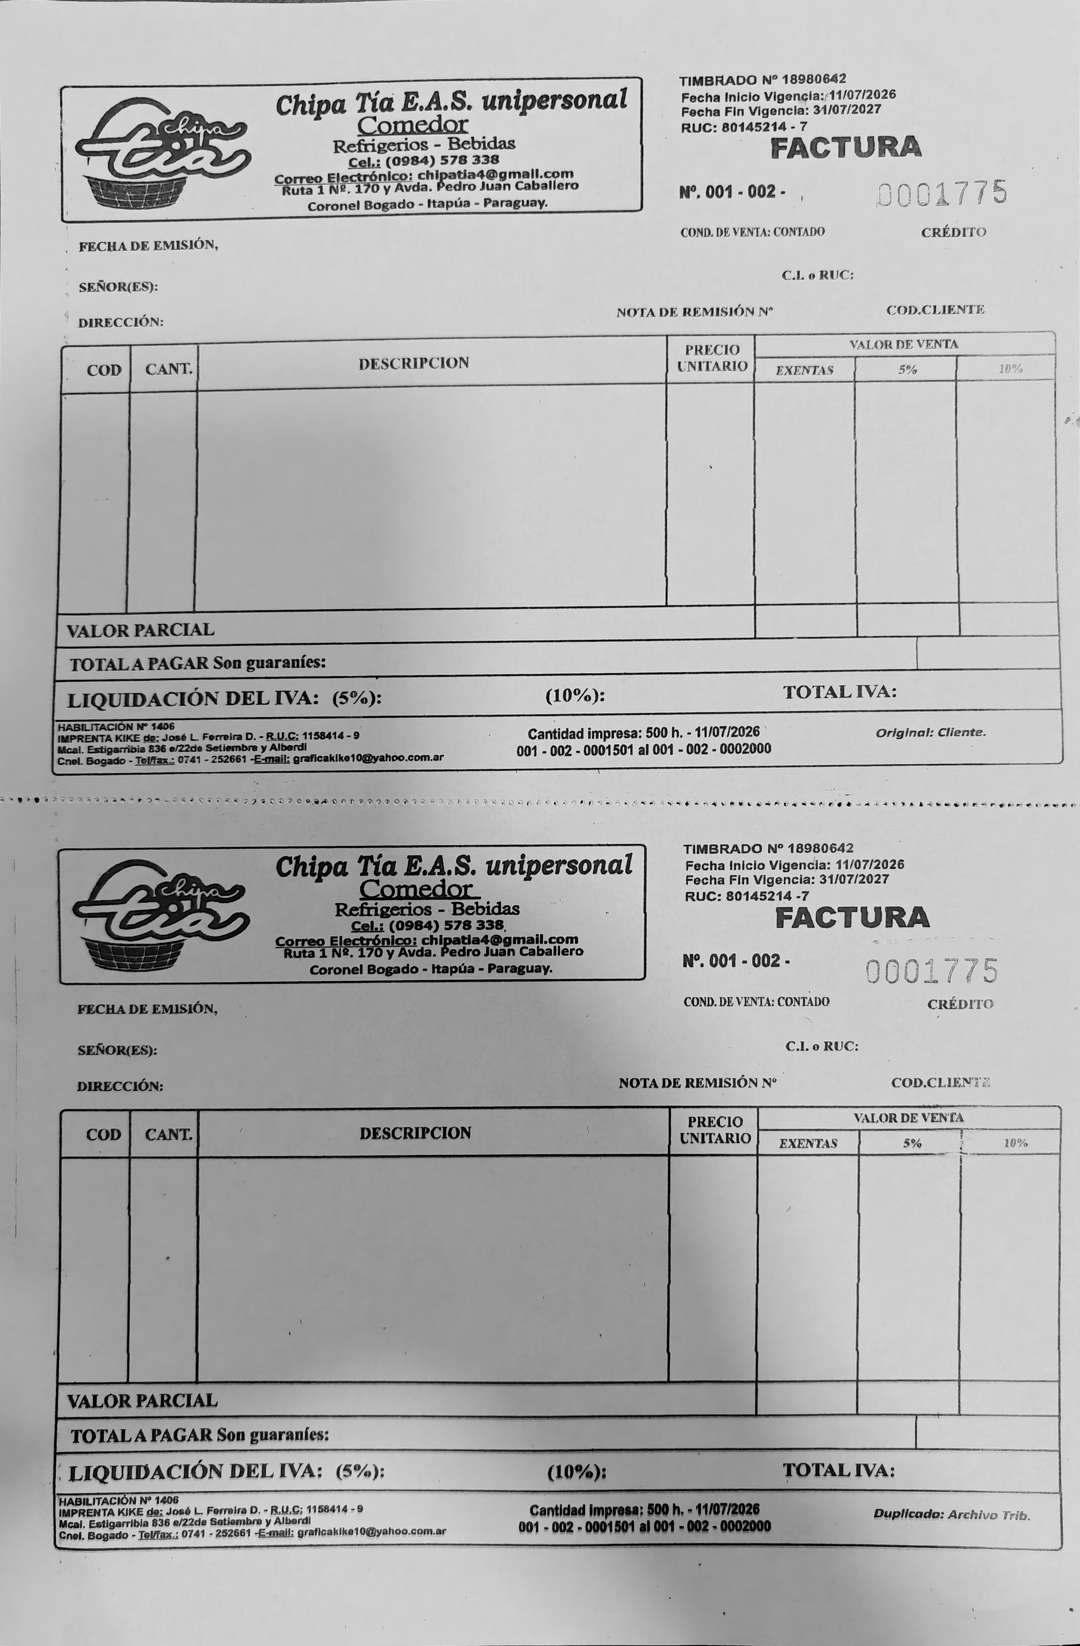 Chipa Tía E.A.S. unipersonal
Comedor
Refrigerios - Bebidas
Cel.: (0984) 578 338
Correo Electrónico: chipatia4@gmail.com
Ruta 1 Nº. 170 y Avda. Pedro Juan Caballero
Coronel Bogado - Itapúa - Paraguay.
chipa
tia
TIMBRADO Nº 18980642
Fecha Inicio Vigencia: 11/07/2026
Fecha Fin Vigencia: 31/07/2027
RUC: 80145214 - 7
FACTURA
Nº. 001 - 002 - 0001775
COND. DE VENTA: CONTADO CRÉDITO
FECHA DE EMISIÓN,
C.I. o RUC:
SEÑOR(ES):
NOTA DE REMISIÓN Nº COD.CLIENTE
DIRECCIÓN:
COD CANT. DESCRIPCION PRECIO UNITARIO VALOR DE VENTA
EXENTAS 5% 10%
VALOR PARCIAL
TOTAL A PAGAR Son guaraníes:
LIQUIDACIÓN DEL IVA: (5%): (10%): TOTAL IVA:
HABILITACIÓN Nº 1406
IMPRENTA KIKE de: José L. Ferreira D. - R.U.C: 1158414 - 9
Mcal. Estigarribia 836 e/22de Setiembre y Alberdi
Cnel. Bogado - Tel/fax.: 0741 - 252661 -E-mail: graficakike10@yahoo.com.ar
Cantidad impresa: 500 h. - 11/07/2026
001 - 002 - 0001501 al 001 - 002 - 0002000
Original: Cliente.
Chipa Tía E.A.S. unipersonal
Comedor
Refrigerios - Bebidas
Cel.: (0984) 578 338
Correo Electrónico: chipatia4@gmail.com
Ruta 1 Nº. 170 y Avda. Pedro Juan Caballero
Coronel Bogado - Itapúa - Paraguay.
chipa
tia
TIMBRADO Nº 18980642
Fecha Inicio Vigencia: 11/07/2026
Fecha Fin Vigencia: 31/07/2027
RUC: 80145214 -7
FACTURA
Nº. 001 - 002 - 0001775
COND. DE VENTA: CONTADO CRÉDITO
FECHA DE EMISIÓN,
C.I. o RUC:
SEÑOR(ES):
NOTA DE REMISIÓN Nº COD.CLIENTE
DIRECCIÓN:
COD CANT. DESCRIPCION PRECIO UNITARIO VALOR DE VENTA
EXENTAS 5% 10%
VALOR PARCIAL
TOTAL A PAGAR Son guaraníes:
LIQUIDACIÓN DEL IVA: (5%): (10%): TOTAL IVA:
HABILITACIÓN Nº 1406
IMPRENTA KIKE de: José L. Ferreira D. - R.U.C: 1158414 - 9
Mcal. Estigarribia 836 e/22de Setiembre y Alberdi
Cnel. Bogado - Tel/fax.: 0741 - 252661 -E-mail: graficakike10@yahoo.com.ar
Cantidad impresa: 500 h. - 11/07/2026
001 - 002 - 0001501 al 001 - 002 - 0002000
Duplicado: Archivo Trib.